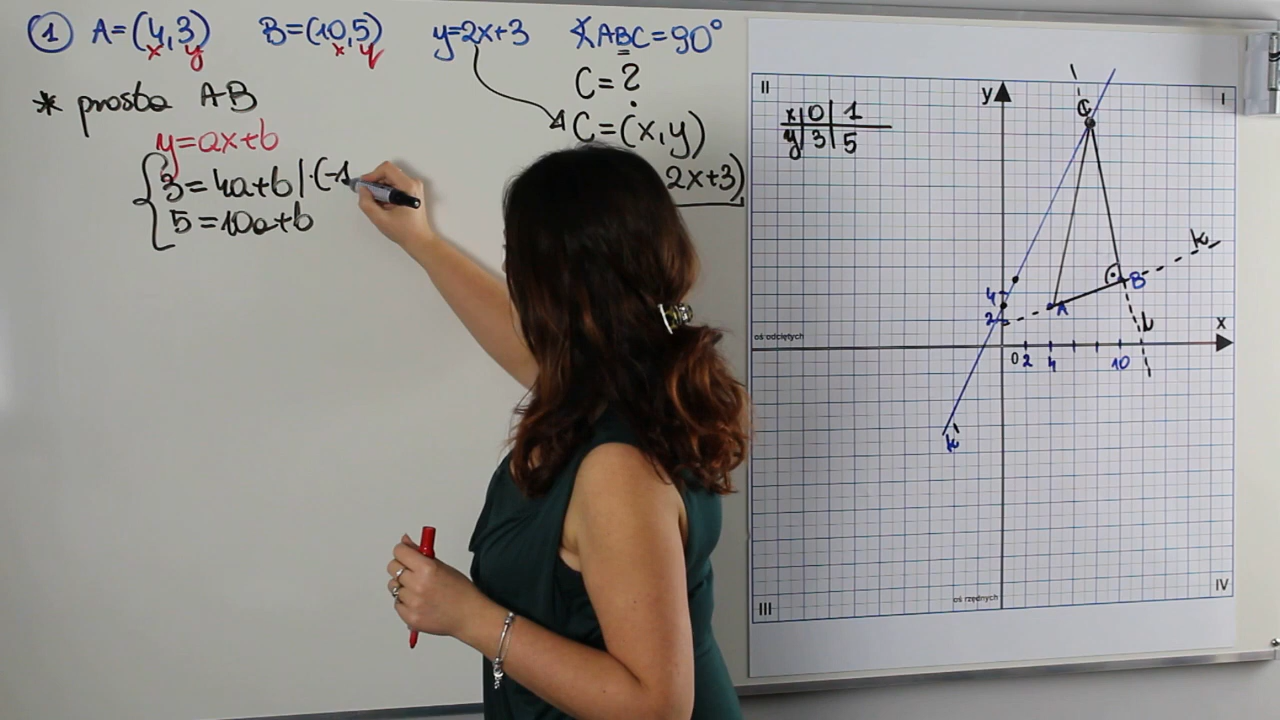 ① A=(4,3) B=(10,5) y=2x+3 ∡ABC=90°
x y x y
C=?
* prosta AB
C=(x,y)
y=ax+b
3=4a+b |·(-1
2x+3)
5=10a+b
II
I
y
x|0|1
y|3|5
C
k
B
A
4
2
l
x
oś odciętych
0 2 4 10
k
oś rzędnych
III
IV